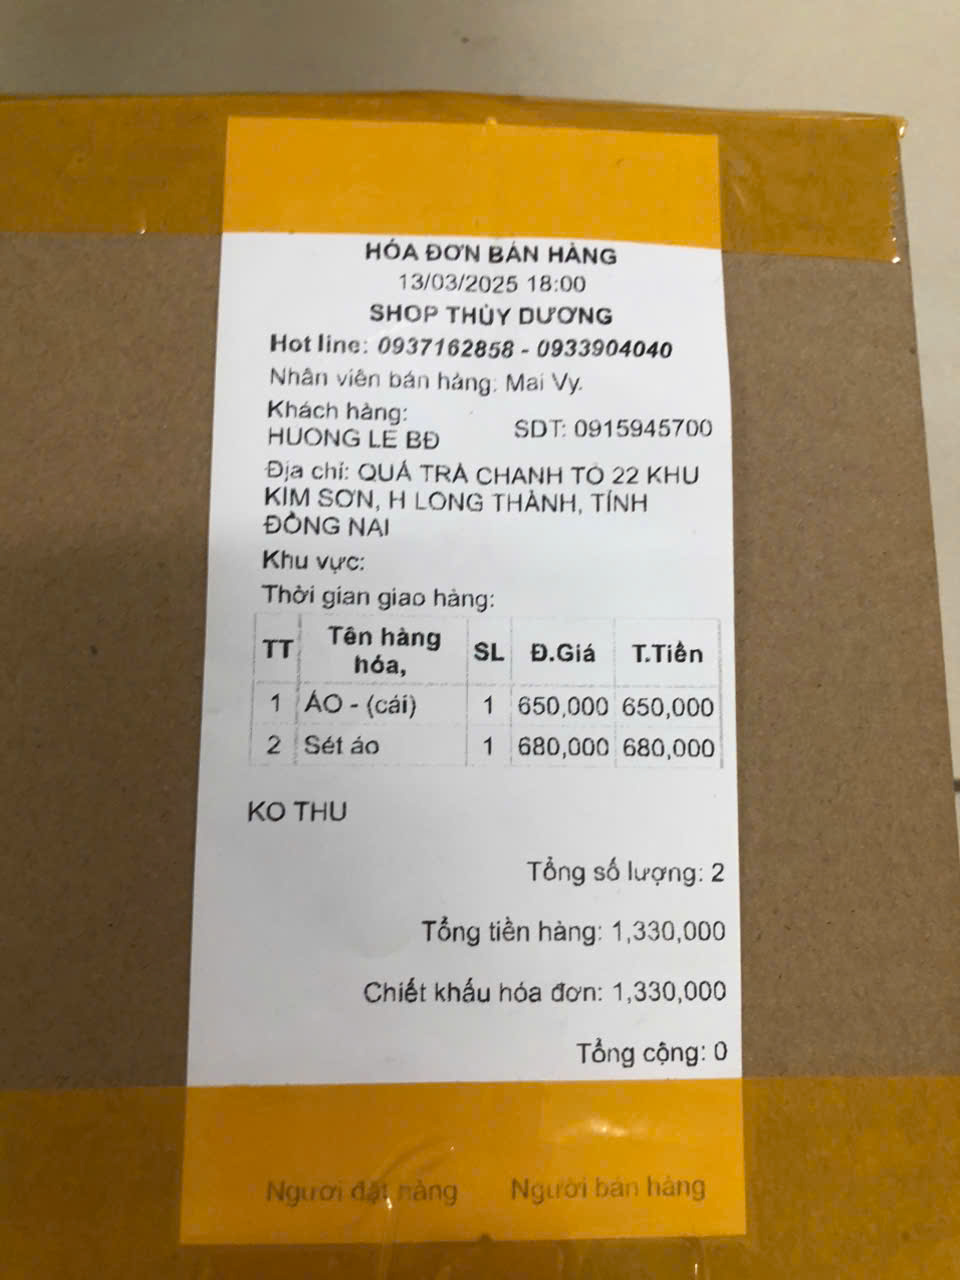 HÓA ĐƠN BÁN HÀNG
13/03/2025 18:00
SHOP THÙY DƯƠNG
Hot line: 0937162858 - 0933904040
Nhân viên bán hàng: Mai Vy.
Khách hàng:
HUONG LE BĐ
SDT: 0915945700
Địa chỉ: QUÁ TRÀ CHANH TỔ 22 KHU
KIM SƠN, H LONG THÀNH, TỈNH
ĐỒNG NAI
Khu vực:
Thời gian giao hàng:
TT Tên hàng hóa, SL Đ.Giá T.Tiền
1 ÁO - (cái) 1 650,000 650,000
2 Sét áo 1 680,000 680,000
KO THU
Tổng số lượng: 2
Tổng tiền hàng: 1,330,000
Chiết khấu hóa đơn: 1,330,000
Tổng cộng: 0
Người đặt hàng Người bán hàng